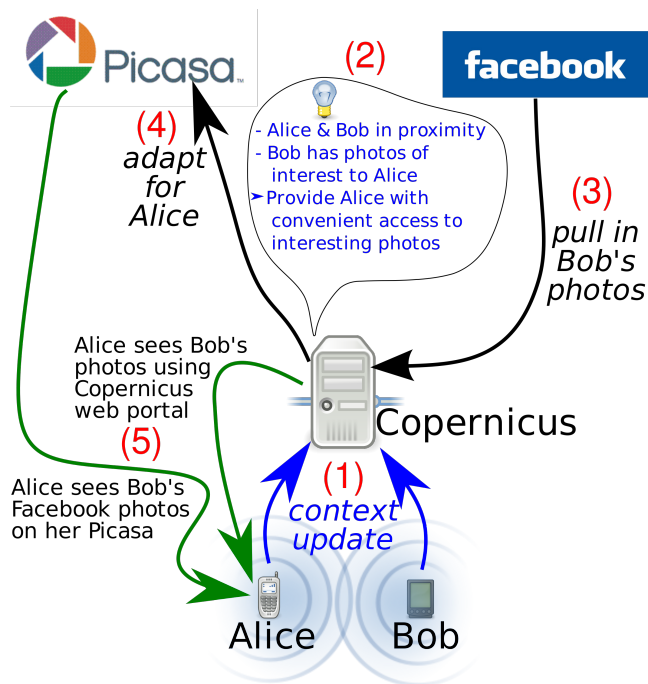 Picasa™
facebook
(2)
- Alice & Bob in proximity
- Bob has photos of
interest to Alice
➤Provide Alice with
convenient access to
interesting photos
(4)
adapt
for
Alice
(3)
pull in
Bob's
photos
Alice sees Bob's
photos using
Copernicus
web portal
Copernicus
(5)
Alice sees Bob's
Facebook photos
on her Picasa
(1)
context
update
Alice
Bob